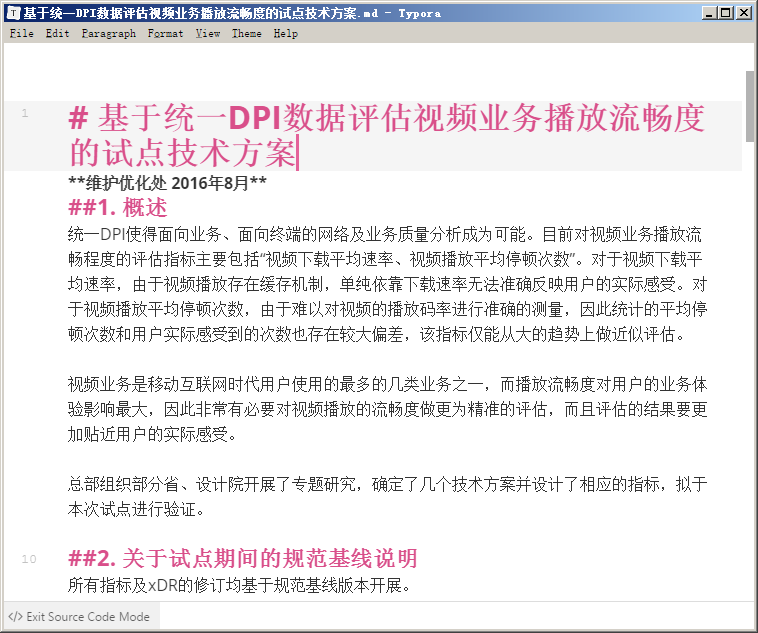 基于统一DPI数据评估视频业务播放流畅度的试点技术方案.md - Typora
File Edit Paragraph Format View Theme Help
1 # 基于统一DPI数据评估视频业务播放流畅度
的试点技术方案
**维护优化处 2016年8月**
##1. 概述
统一DPI使得面向业务、面向终端的网络及业务质量分析成为可能。目前对视频业务播放流
畅程度的评估指标主要包括“视频下载平均速率、视频播放平均停顿次数”。对于视频下载平
均速率，由于视频播放存在缓存机制，单纯依靠下载速率无法准确反映用户的实际感受。对
于视频播放平均停顿次数，由于难以对视频的播放码率进行准确的测量，因此统计的平均停
顿次数和用户实际感受到的次数也存在较大偏差，该指标仅能从大的趋势上做近似评估。
视频业务是移动互联网时代用户使用的最多的几类业务之一，而播放流畅度对用户的业务体
验影响最大，因此非常有必要对视频播放的流畅度做更为精准的评估，而且评估的结果要更
加贴近用户的实际感受。
总部组织部分省、设计院开展了专题研究，确定了几个技术方案并设计了相应的指标，拟于
本次试点进行验证。
10 ##2. 关于试点期间的规范基线说明
所有指标及xDR的修订均基于规范基线版本开展。
</> Exit Source Code Mode